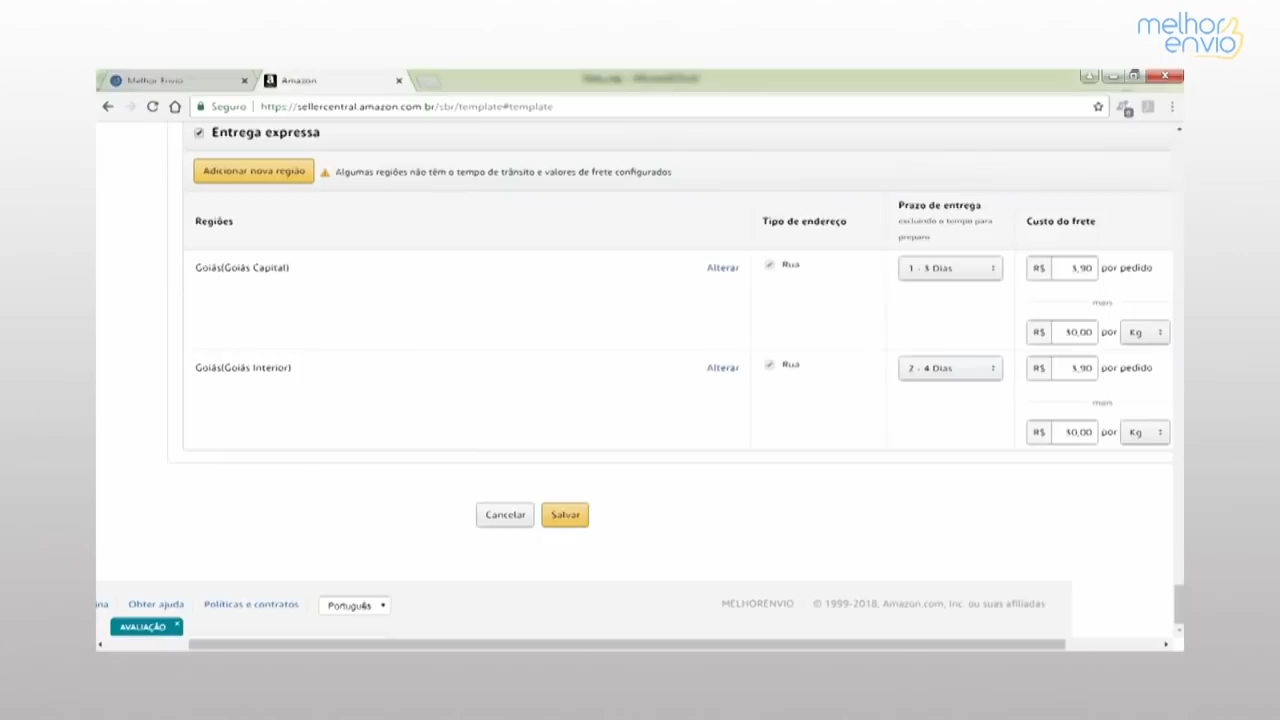 melhor
envio
Melhor Envio
Amazon
Seguro
https://sellercentral.amazon.com.br/sbr/template#template
Entrega expressa
Adicionar nova região
Algumas regiões não têm o tempo de trânsito e valores de frete configurados
Regiões
Tipo de endereço
Prazo de entrega
excluindo o tempo para
preparo
Custo do frete
Goiás(Goiás Capital)
Alterar
Rua
1 - 3 Dias
R$ 3,90 por pedido
mais
R$ 30,00 por Kg
Goiás(Goiás Interior)
Alterar
Rua
2 - 4 Dias
R$ 3,90 por pedido
mais
R$ 30,00 por Kg
Cancelar
Salvar
ina
Obter ajuda
Políticas e contratos
Português
MELHORENVIO
© 1999-2018, Amazon.com, Inc. ou suas afiliadas
AVALIAÇÃO